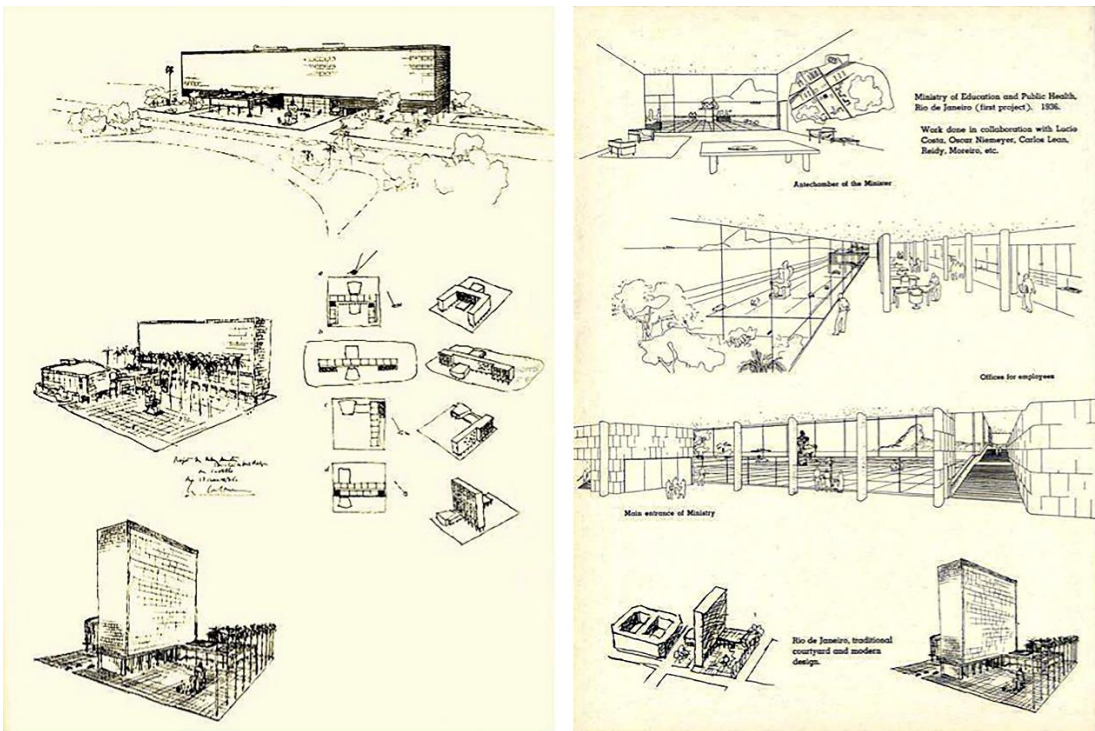 a
b
c
d
Ministry of Education and Public Health,
Rio de Janeiro (first project). 1936.
Work done in collaboration with Lucio
Costa, Oscar Niemeyer, Carlos Lean,
Reidy, Moreiro, etc.
Antechamber of the Minister
Offices for employees
Main entrance of Ministry
Rio de Janeiro, traditional
courtyard and modern
design.